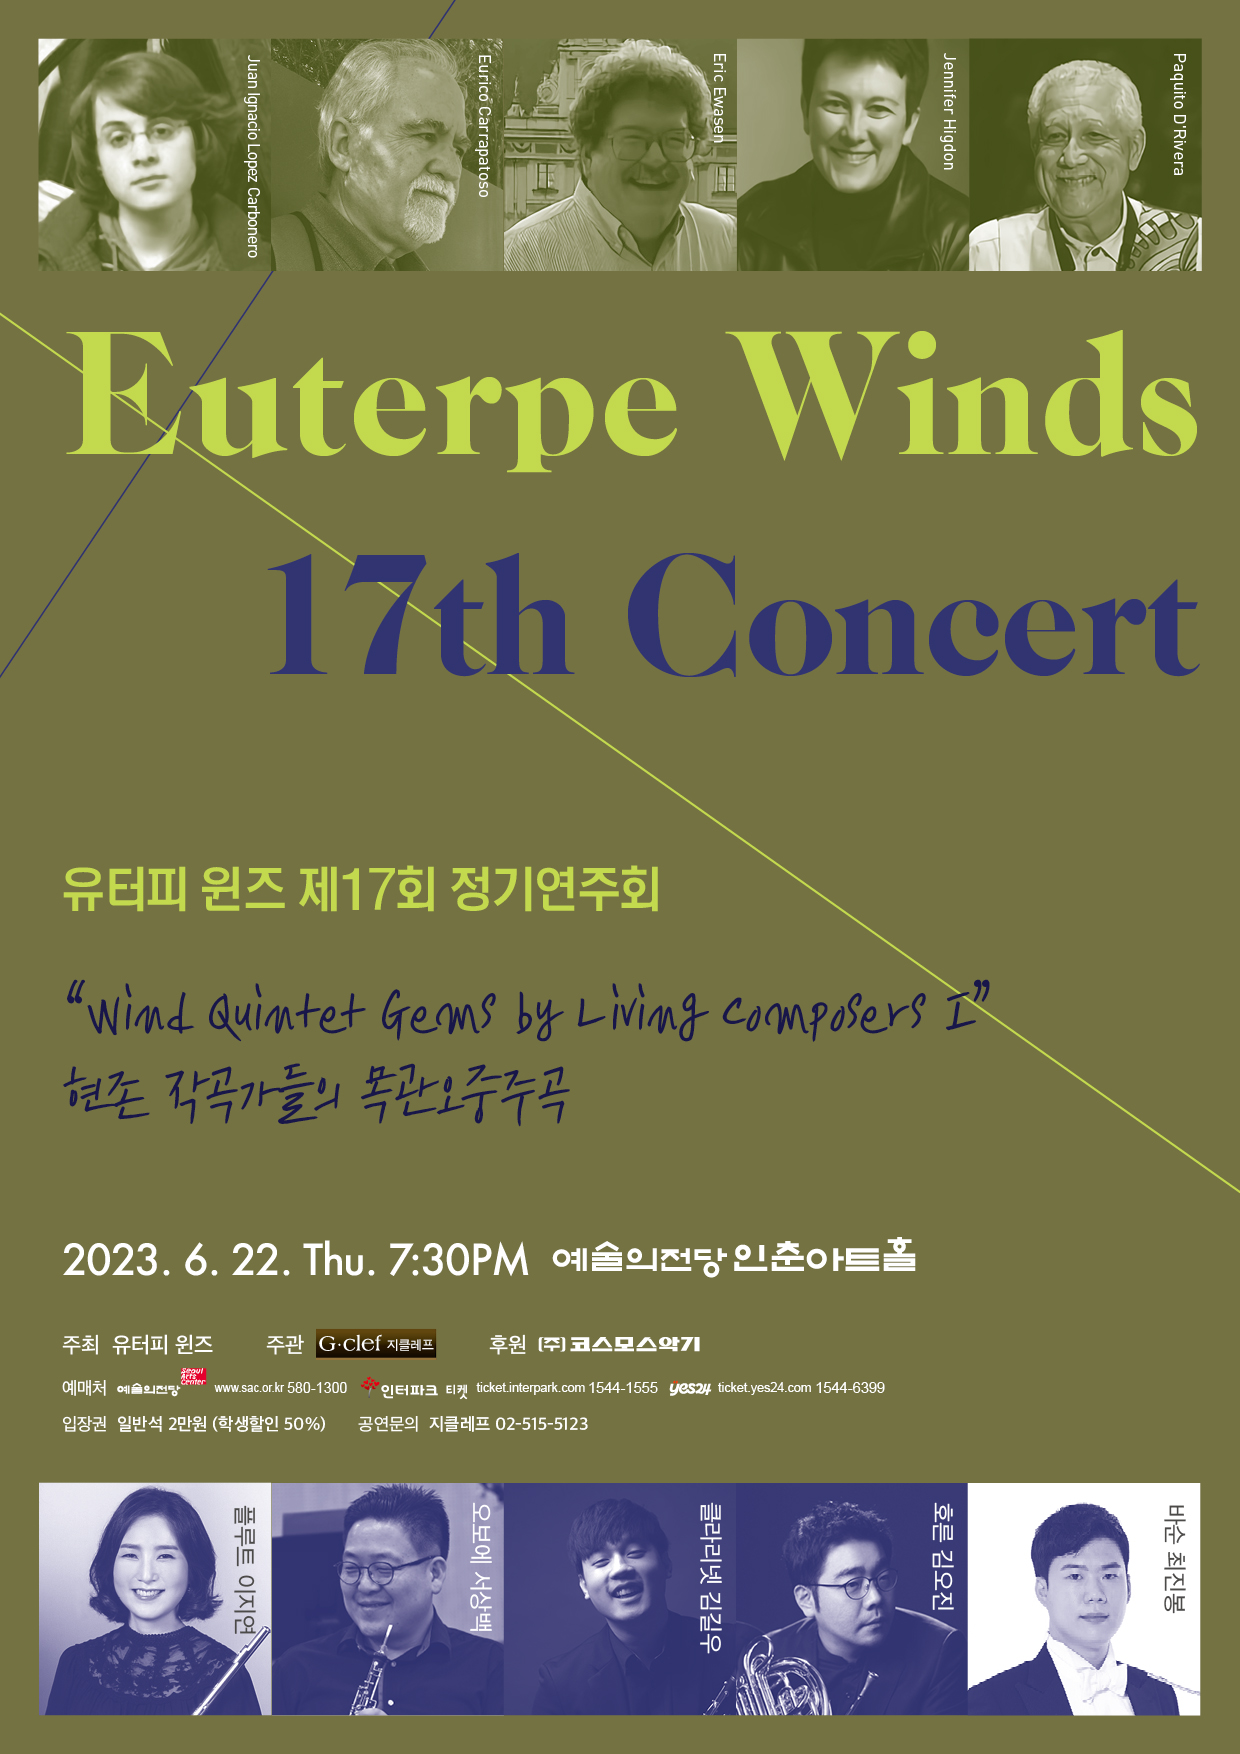 Juan Ignacio Lopez Carbonero
Eurico Carrapatoso
Eric Ewasen
Jennifer Higdon
Paquito D'Rivera
Euterpe Winds
17th Concert
유터피 윈즈 제17회 정기연주회
“Wind Quintet Gems by Living Composers I”
현존 작곡가들의 목관오중주곡
2023. 6. 22. Thu. 7:30PM 예술의전당 인춘아트홀
주최 유터피 윈즈 주관 G·clef 지클레프 후원 (주)코스모스악기
예매처 예술의전당 Seoul Arts Center www.sac.or.kr 580-1300 인터파크 티켓 ticket.interpark.com 1544-1555 yes24 ticket.yes24.com 1544-6399
입장권 일반석 2만원 (학생할인 50%) 공연문의 지클레프 02-515-5123
플루트 이지연
오보에 서상백
클라리넷 김길우
호른 김오진
바순 최진봉